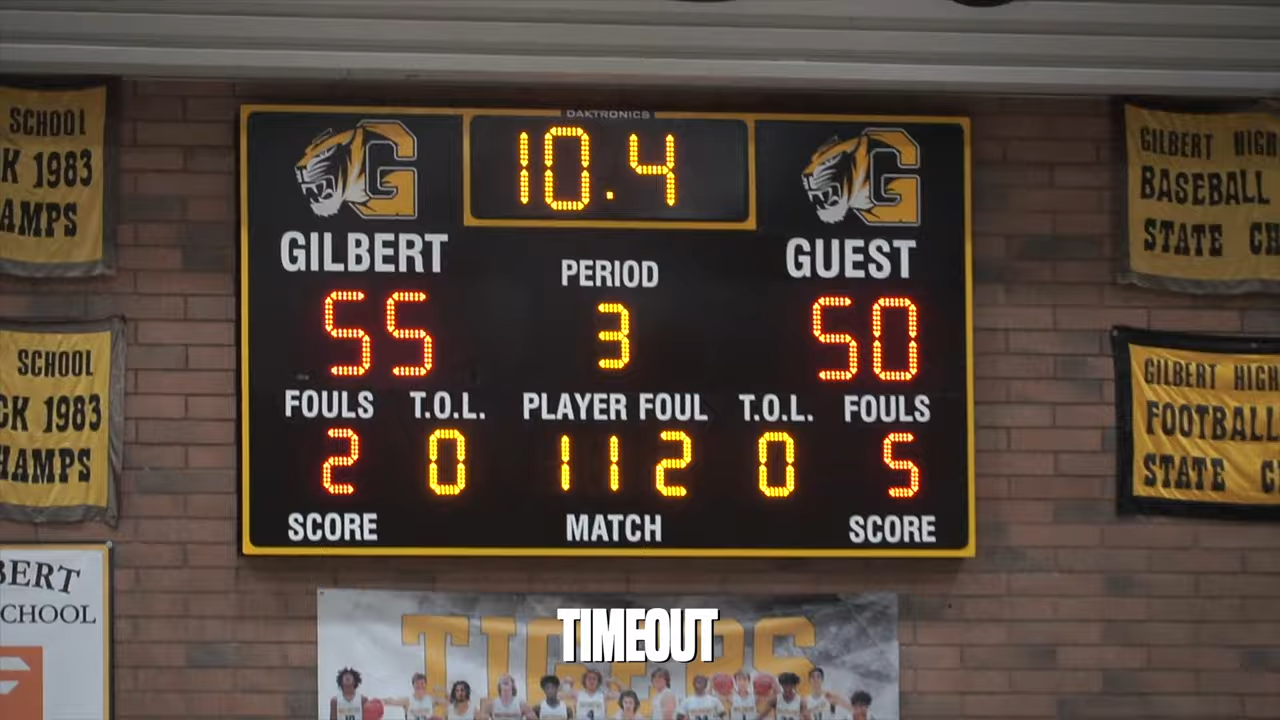 DAKTRONICS
G
10.4
G
GILBERT
PERIOD
GUEST
55
3
50
FOULS T.O.L. PLAYER FOUL T.O.L. FOULS
2 0 11 2 0 5
SCORE MATCH SCORE
SCHOOL
K 1983
AMPS
SCHOOL
CK 1983
HAMPS
BERT
CHOOL
GILBERT HIGH
BASEBALL
STATE CH
GILBERT HIGH
FOOTBALL
STATE CH
TIGERS
TIMEOUT